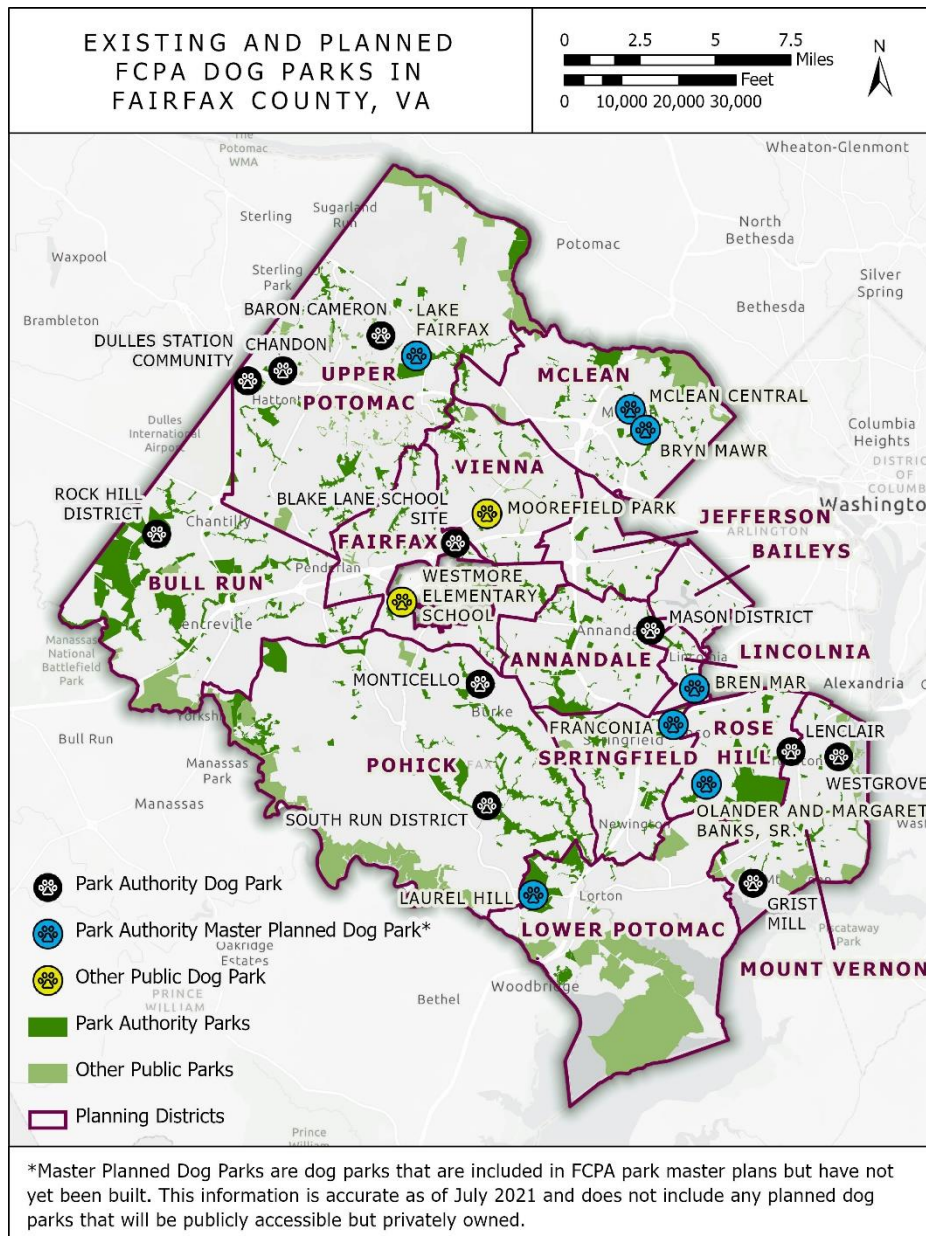 EXISTING AND PLANNED
FCPA DOG PARKS IN
FAIRFAX COUNTY, VA
0 2.5 5 7.5
Miles
Feet
0 10,000 20,000 30,000
N
The
Potomac
WMA
Wheaton-Glenmont
Sterling
Sugarland
Run
North
Bethesda
Potomac
Waxpool
Sterling
Park
Silver
Spring
Bethesda
Brambleton
BARON CAMERON
LAKE
FAIRFAX
DULLES STATION
COMMUNITY
CHANDON
UPPER
POTOMAC
MCLEAN
MCLEAN CENTRAL
BRYN MAWR
Dulles
International
Airport
Columbia
Heights
VIENNA
ROCK HILL
DISTRICT
Chantilly
BLAKE LANE SCHOOL
SITE
MOOREFIELD PARK
Washington
ARLINGTON
JEFFERSON
FAIRFAX
BAILEYS
BULL RUN
WESTMORE
ELEMENTARY
SCHOOL
MASON DISTRICT
Manassas
National
Battlefield
Park
ANNANDALE
LINCOLNIA
MONTICELLO
Burke
BREN MAR
Alexandria
Bull Run
FRANCONIA
ROSE
HILL
LENCLAIR
SPRINGFIELD
Manassas
Park
POHICK
WESTGROVE
Manassas
OLANDER AND MARGARET
BANKS, SR.
SOUTH RUN DISTRICT
Newington
LAUREL HILL
Lorton
GRIST
MILL
LOWER POTOMAC
Piscataway
Park
MOUNT VERNON
Park Authority Dog Park
Park Authority Master Planned Dog Park*
Oakridge
Estates
Other Public Dog Park
PRINCE
WILLIAM
Bethel
Woodbridge
Park Authority Parks
Other Public Parks
Planning Districts
Prince
William
*Master Planned Dog Parks are dog parks that are included in FCPA park master plans but have not
yet been built. This information is accurate as of July 2021 and does not include any planned dog
parks that will be publicly accessible but privately owned.